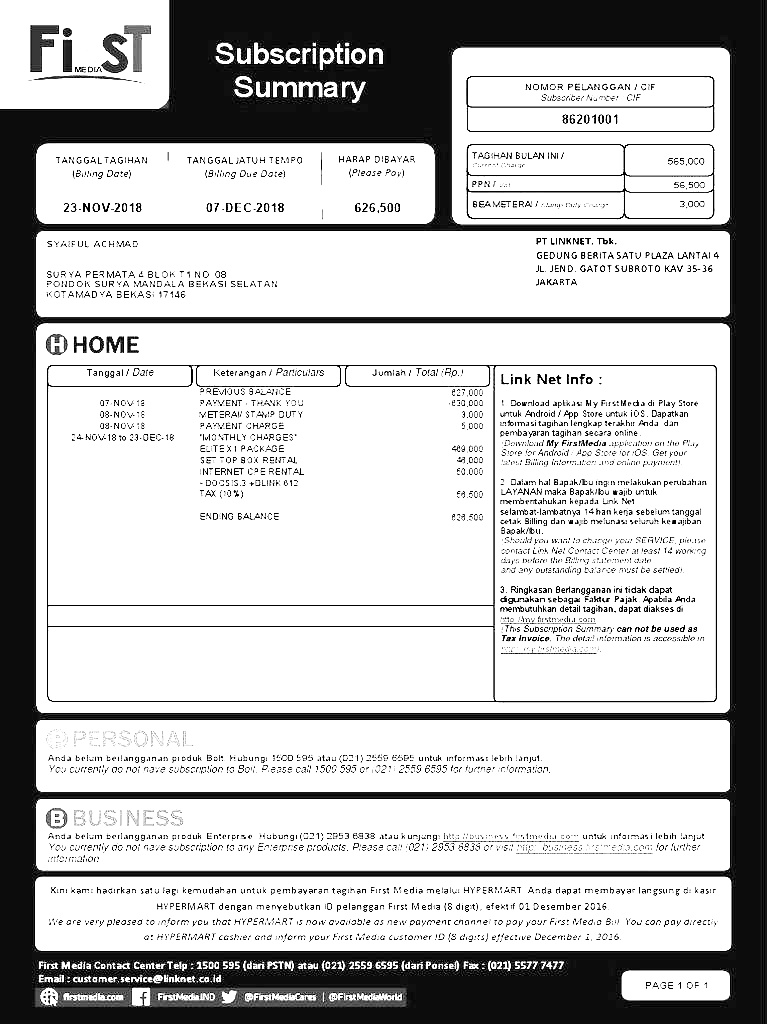 FiRST
MEDIA
Subscription
Summary
NOMOR PELANGGAN / CIF
Subscriber Number CIF
86201001
TANGGAL TAGIHAN
(Billing Date)
23-NOV-2018
TANGGAL JATUH TEMPO
(Billing Due Date)
07-DEC-2018
HARAP DIBAYAR
(Please Pay)
626,500
TAGIHAN BULAN INI /
Current Charge
565,000
PPN / Vat
56,500
BEA METERAI / Stamp Duty Charge
3,000
SYAIFUL ACHMAD
SURYA PERMATA 4 BLOK T1 NO 08
PONDOK SURYA MANDALA BEKASI SELATAN
KOTAMADYA BEKASI 17146
PT LINKNET, Tbk.
GEDUNG BERITA SATU PLAZA LANTAI 4
JL. JEND. GATOT SUBROTO KAV 35-36
JAKARTA
H HOME
Tanggal / Date Keterangan / Particulars Jumlah / Total (Rp.)
PREVIOUS BALANCE 627,000
07-NOV-18 PAYMENT - THANK YOU -630,000
08-NOV-18 METERAI/ STAMP DUTY 3,000
08-NOV-18 PAYMENT CHARGE 5,000
24-NOV-18 to 23-DEC-18 "MONTHLY CHARGES"
ELITE X1 PACKAGE
SET TOP BOX RENTAL
INTERNET CPE RENTAL 50,000
- DOCSIS.3 +BLINK 612
TAX (10%) 56,500
ENDING BALANCE 626,500
Link Net Info :
1. Download aplikasi My FirstMedia di Play Store
untuk Android / App Store untuk iOS. Dapatkan
informasi tagihan lengkap terakhir Anda dan
pembayaran tagihan secara online.
(Download My FirstMedia application on the Play
Store for Android / App Store for iOS. Get your
latest Billing Information and online payment)
2. Dalam hal Bapak/Ibu ingin melakukan perubahan
LAYANAN maka Bapak/Ibu wajib untuk
memberitahukan kepada Link Net
selambat-lambatnya 14 hari kerja sebelum tanggal
cetak Billing dan wajib melunasi seluruh kewajiban
Bapak/Ibu.
(Should you want to change your SERVICE, please
contact Link Net Contact Center at least 14 working
days before the Billing statement date
and any outstanding balance must be settled).
3. Ringkasan Berlangganan ini tidak dapat
digunakan sebagai Faktur Pajak. Apabila Anda
membutuhkan detail tagihan, dapat diakses di
http://my.firstmedia.com
(This Subscription Summary can not be used as
Tax Invoice. The detail information is accessible in
http://my.firstmedia.com).
PERSONAL
Anda belum berlangganan produk Bolt. Hubungi 1500 595 atau (021) 2559 6595 untuk informasi lebih lanjut.
You currently do not have subscription to Bolt. Please call 1500 595 or (021) 2559 6595 for further information.
B BUSINESS
Anda belum berlangganan produk Enterprise. Hubungi (021) 2953 6838 atau kunjungi http://business.firstmedia.com untuk informasi lebih lanjut
You currently do not have subscription to any Enterprise products. Please call (021) 2953 6838 or visit http://business.firstmedia.com for further
information.
Kini kami hadirkan satu lagi kemudahan untuk pembayaran tagihan First Media melalui HYPERMART. Anda dapat membayar langsung di kasir
HYPERMART dengan menyebutkan ID pelanggan First Media (8 digit), efektif 01 Desember 2016.
We are very pleased to inform you that HYPERMART is now available as new payment channel to pay your First Media Bill. You can pay directly
at HYPERMART cashier and inform your First Media customer ID (8 digits) effective December 1, 2016.
First Media Contact Center Telp : 1500 595 (dari PSTN) atau (021) 2559 6595 (dari Ponsel) Fax : (021) 5577 7477
Email : customer.service@linknet.co.id
firstmedia.com FirstMediaIND @FirstMediaCares | @FirstMediaWorld
PAGE 1 OF 1